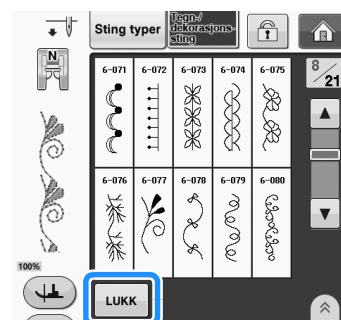 Sting typer
Tegn-/
dekorasjons-
sting
N
6-071 6-072 6-073 6-074 6-075
8/21
6-076 6-077 6-078 6-079 6-080
100%
LUKK